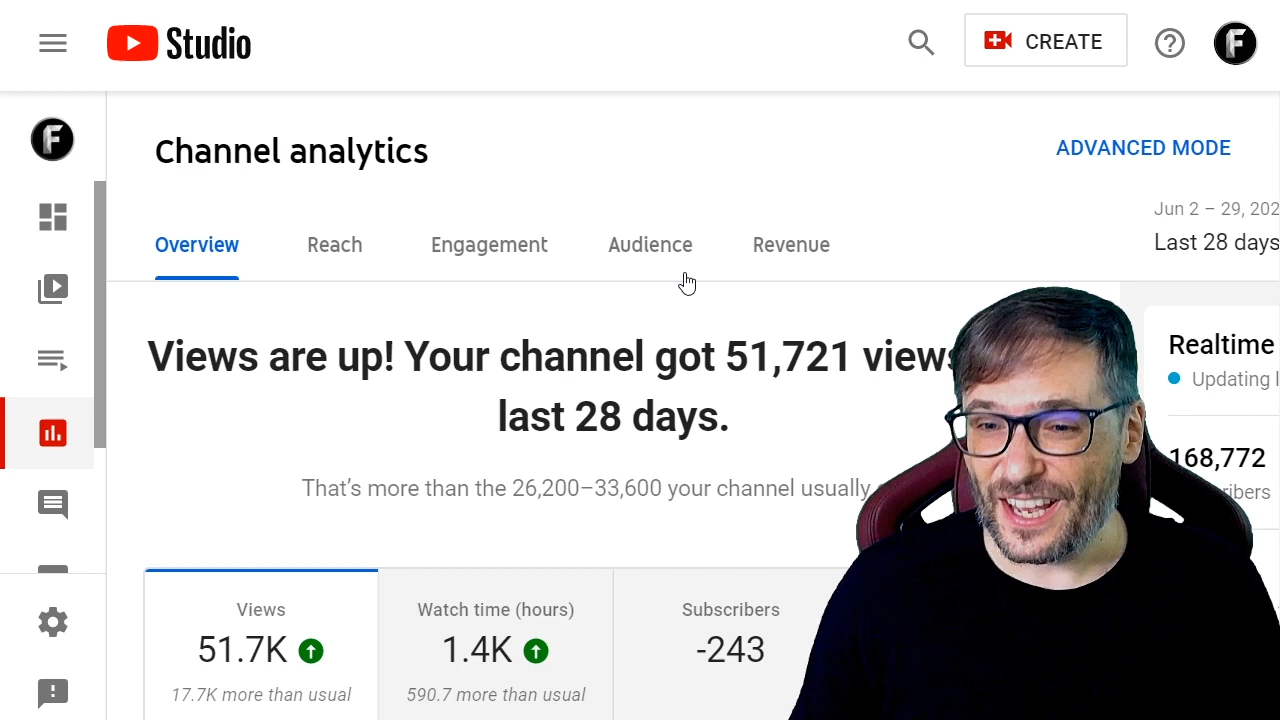 Studio
CREATE
F
F
Channel analytics
ADVANCED MODE
Jun 2 – 29, 202
Last 28 days
Overview Reach Engagement Audience Revenue
Views are up! Your channel got 51,721 views
last 28 days.
That's more than the 26,200–33,600 your channel usually
Realtime
Updating
168,772
Views
51.7K
17.7K more than usual
Watch time (hours)
1.4K
590.7 more than usual
Subscribers
-243